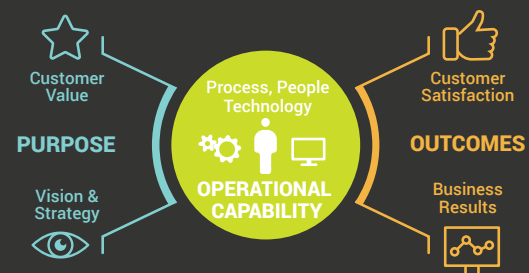 Customer
Value
PURPOSE
Vision &
Strategy
Process, People
Technology
OPERATIONAL
CAPABILITY
Customer
Satisfaction
OUTCOMES
Business
Results